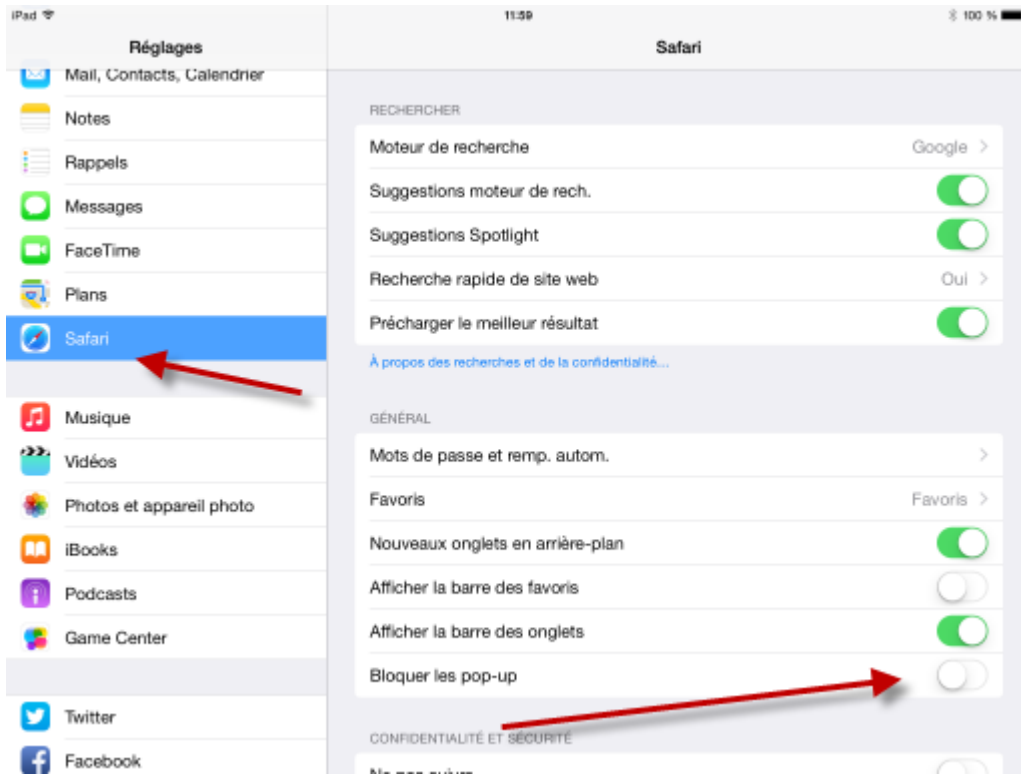 iPad 11:59 100 %
Réglages
Mail, Contacts, Calendrier
Notes
Rappels
Messages
FaceTime
Plans
Safari
Musique
Vidéos
Photos et appareil photo
iBooks
Podcasts
Game Center
Twitter
Facebook
Safari
RECHERCHER
Moteur de recherche Google
Suggestions moteur de rech.
Suggestions Spotlight
Recherche rapide de site web Oui
Précharger le meilleur résultat
À propos des recherches et de la confidentialité...
GÉNÉRAL
Mots de passe et remp. autom.
Favoris Favoris
Nouveaux onglets en arrière-plan
Afficher la barre des favoris
Afficher la barre des onglets
Bloquer les pop-up
CONFIDENTIALITÉ ET SÉCURITÉ
Ne pas suivre